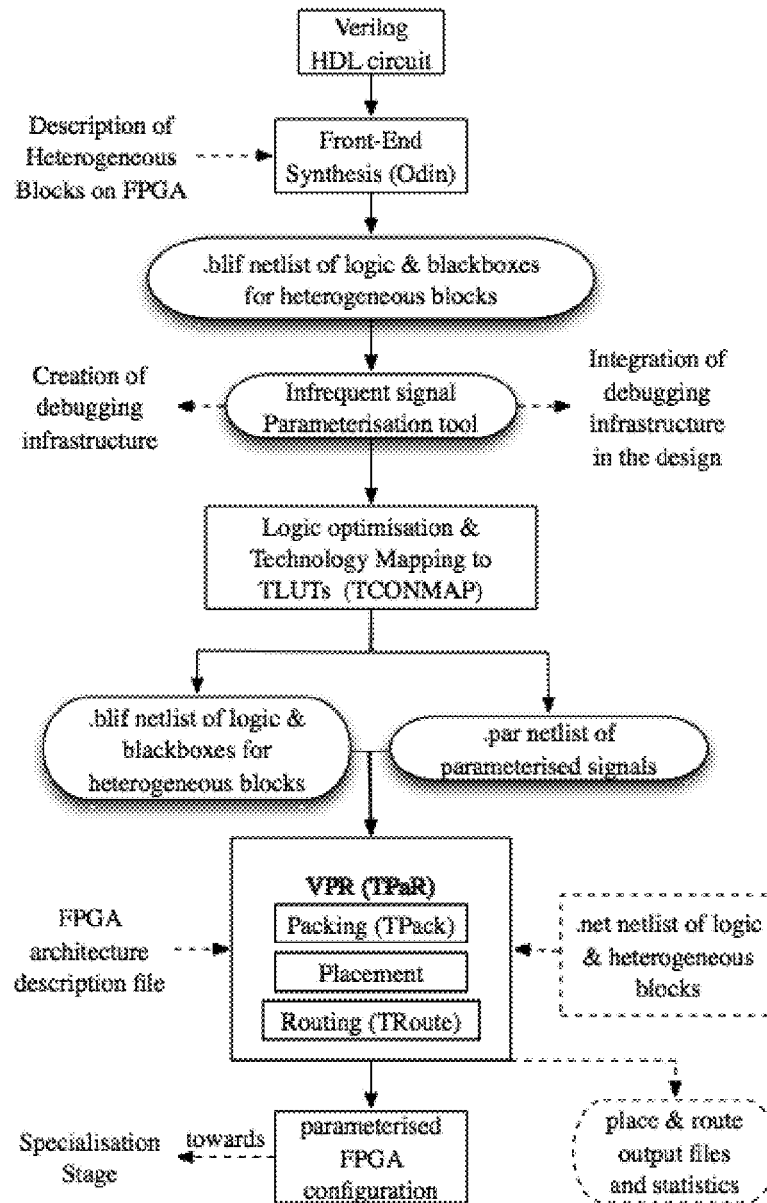 Verilog
HDL circuit
Description of
Heterogeneous
Blocks on FPGA
Front-End
Synthesis (Odin)
.blif netlist of logic & blackboxes
for heterogeneous blocks
Creation of
debugging
infrastructure
Infrequent signal
Parameterisation tool
Integration of
debugging
infrastructure
in the design
Logic optimisation &
Technology Mapping to
TLUTs (TCONMAP)
.blif netlist of logic &
blackboxes for
heterogeneous blocks
.par netlist of
parameterised signals
VPR (TPaR)
Packing (TPack)
Placement
Routing (TRoute)
FPGA
architecture
description file
.net netlist of logic
& heterogeneous
blocks
Specialisation
Stage
towards
parameterised
FPGA
configuration
place & route
output files
and statistics